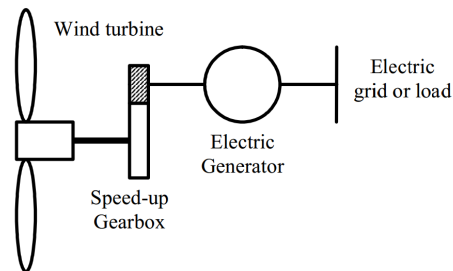 Wind turbine
Electric
grid or load
Electric
Generator
Speed-up
Gearbox